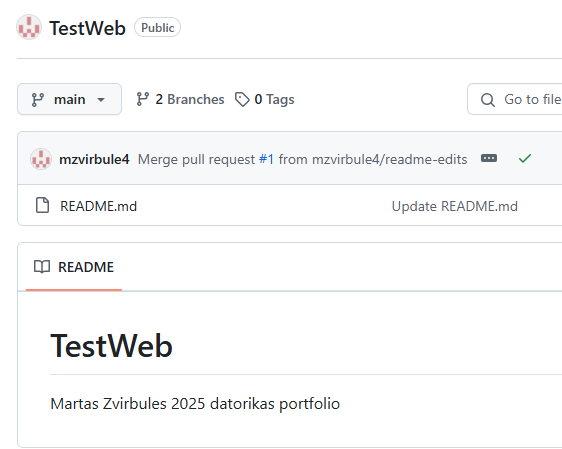 TestWeb Public
main 2 Branches 0 Tags Go to file
mzvirbule4 Merge pull request #1 from mzvirbule4/readme-edits
README.md Update README.md
README
TestWeb
Martas Zvirbules 2025 datorikas portfolio